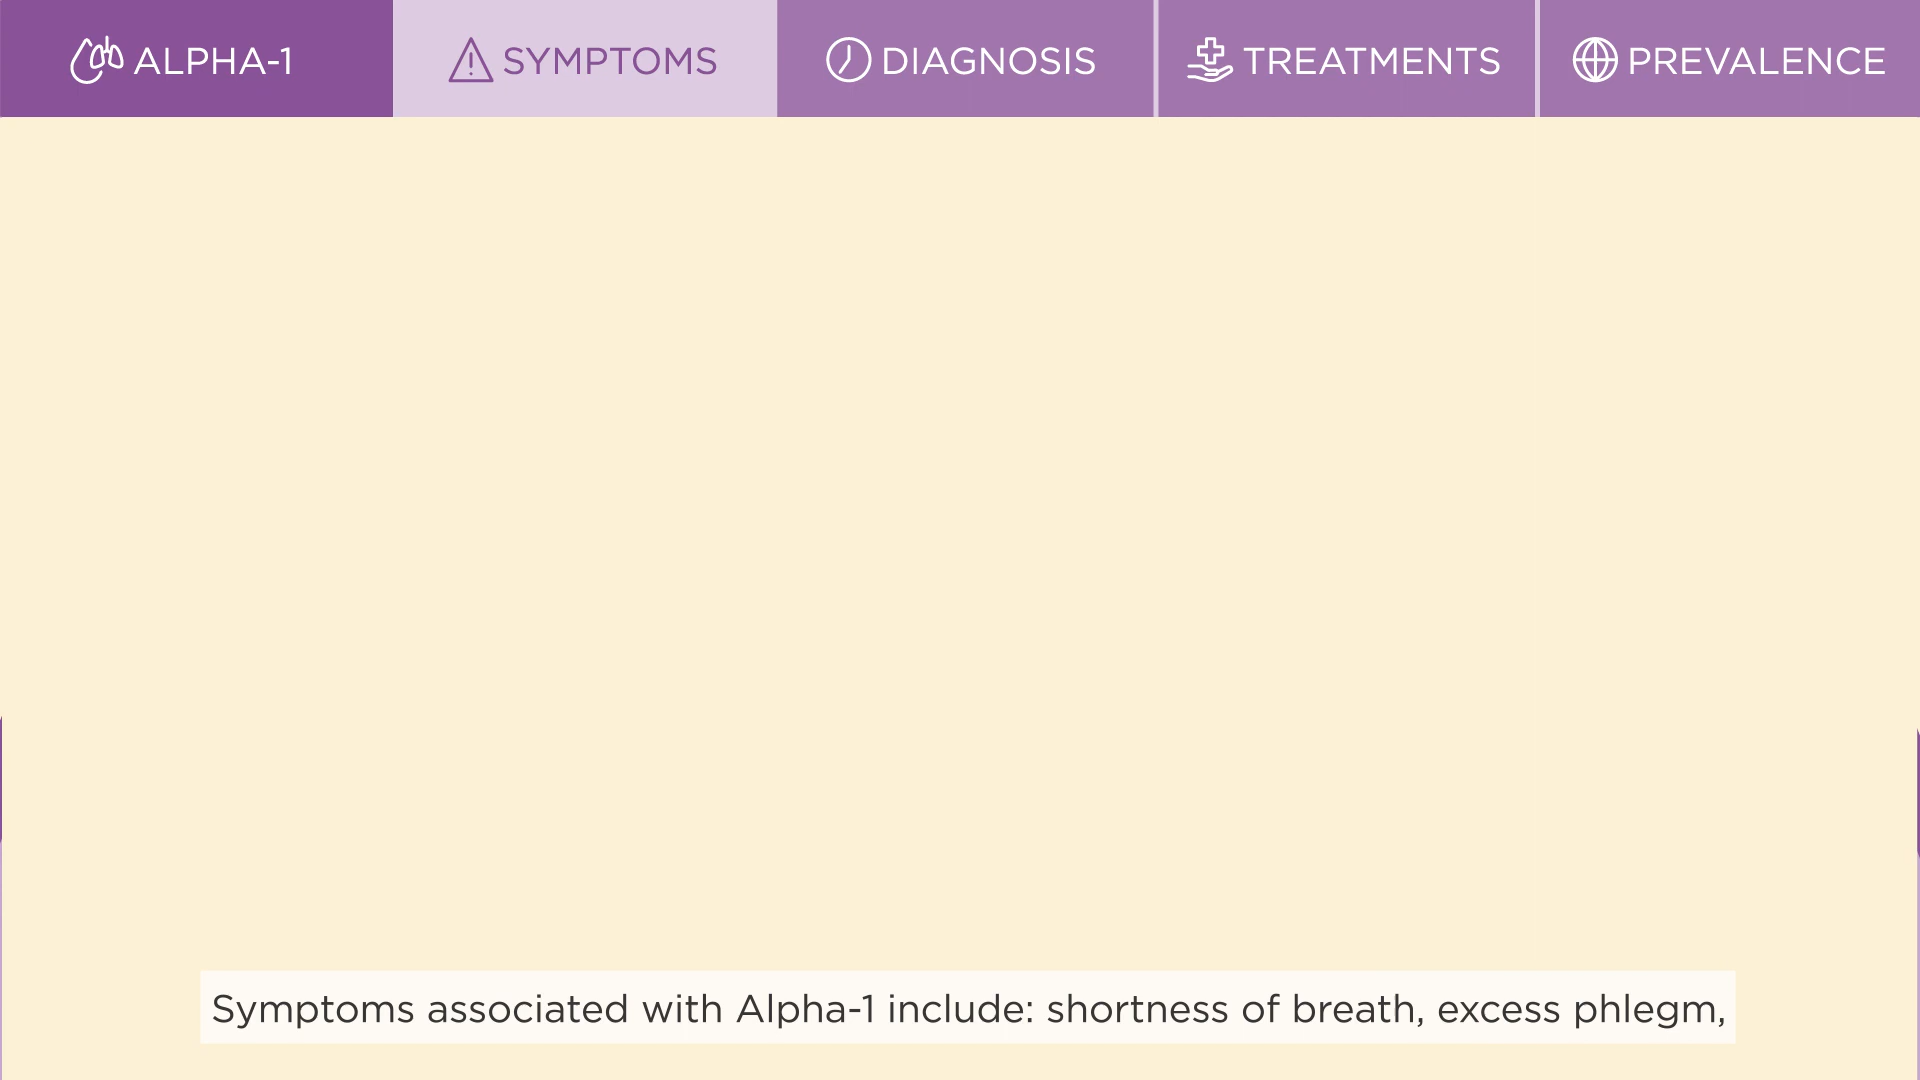 ALPHA-1
SYMPTOMS
DIAGNOSIS
TREATMENTS
PREVALENCE
Symptoms associated with Alpha-1 include: shortness of breath, excess phlegm,